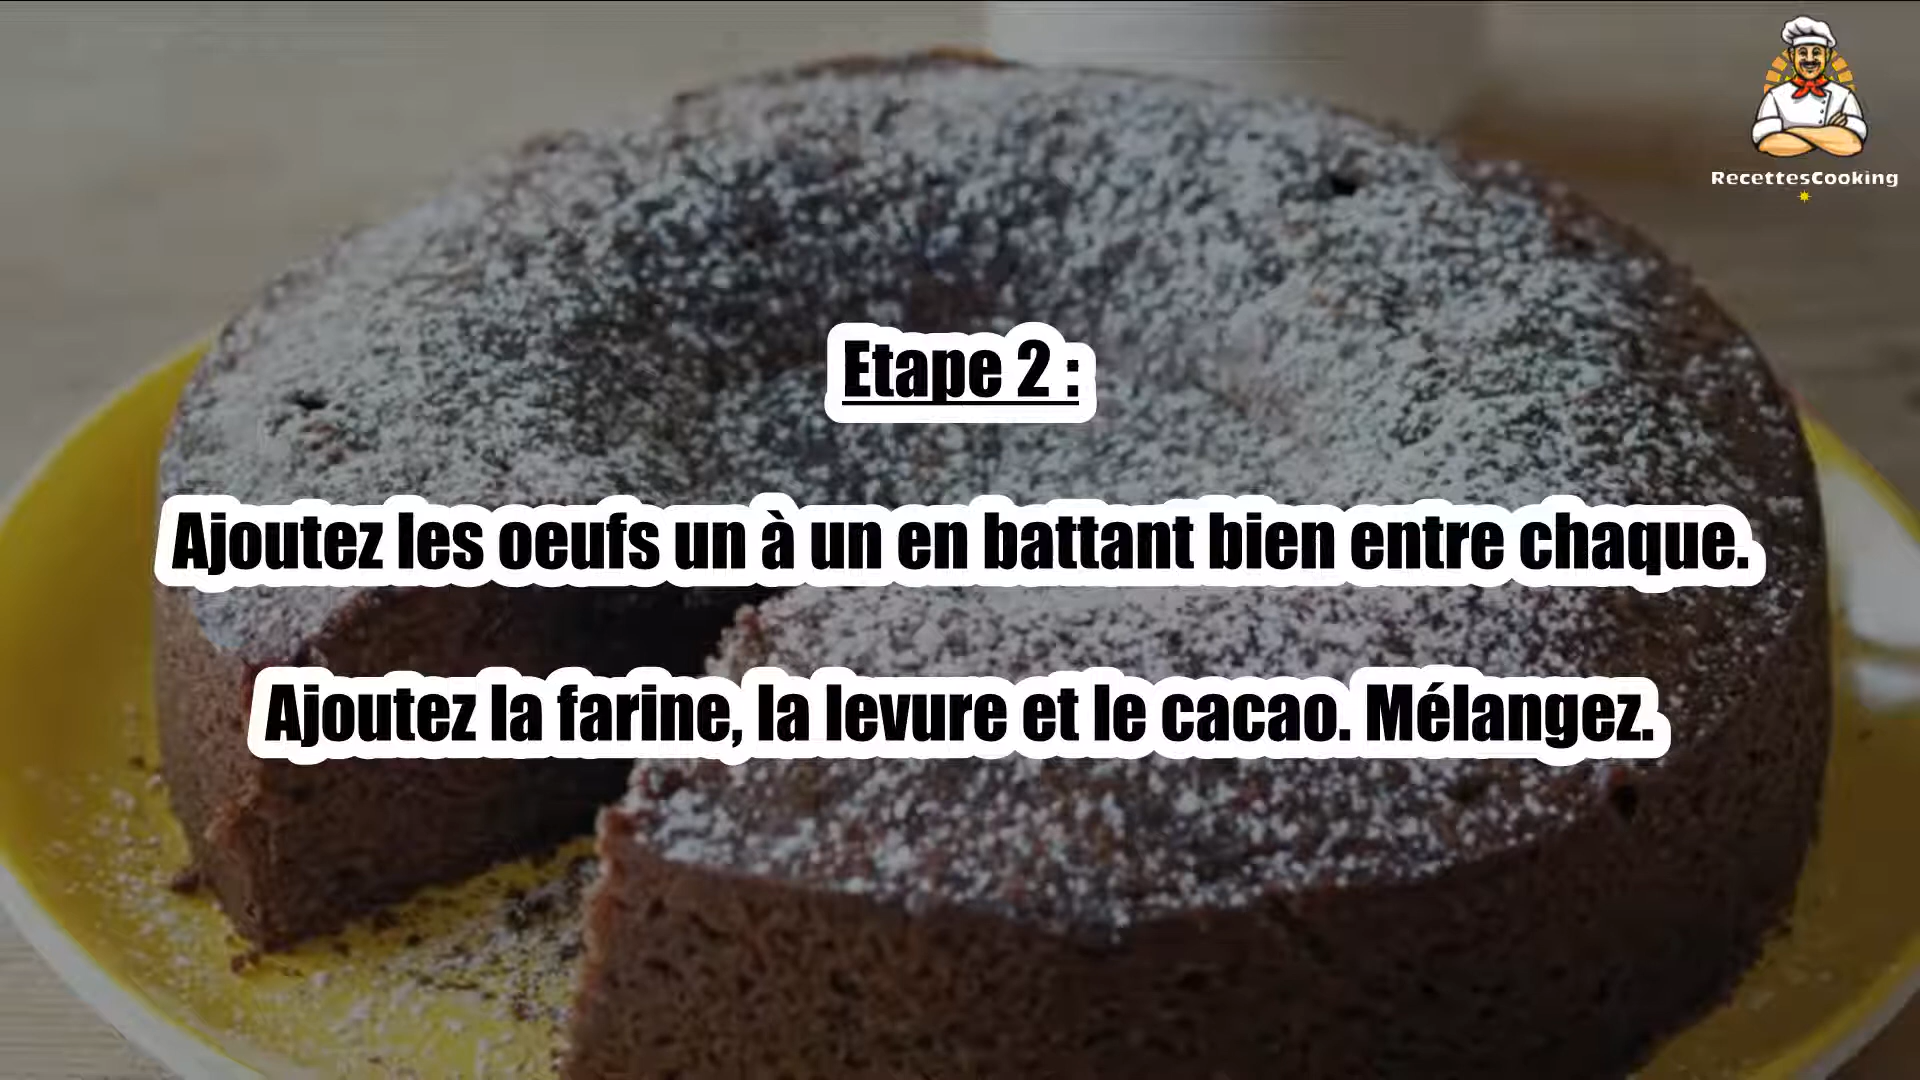 RecettesCooking
Etape 2 :
Ajoutez les oeufs un à un en battant bien entre chaque.
Ajoutez la farine, la levure et le cacao. Mélangez.